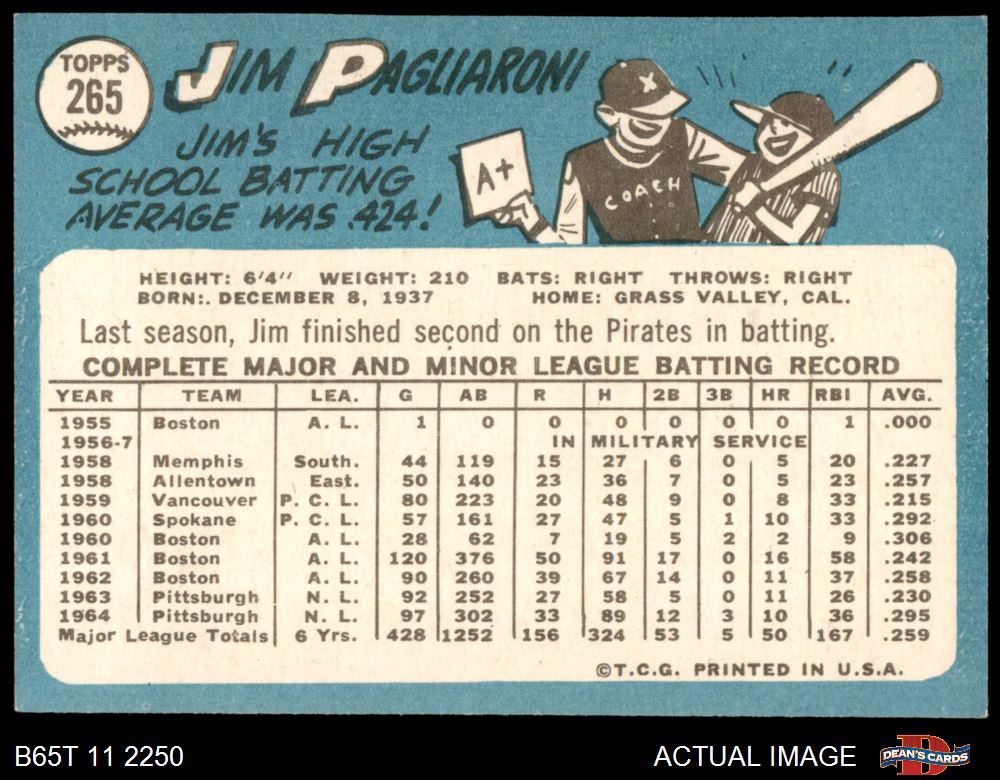 TOPPS
265
JIM PAGLIARONI
JIM'S HIGH
SCHOOL BATTING
AVERAGE WAS .424!
A+
X
COACH
HEIGHT: 6'4" WEIGHT: 210 BATS: RIGHT THROWS: RIGHT
BORN: DECEMBER 8, 1937 HOME: GRASS VALLEY, CAL.
Last season, Jim finished second on the Pirates in batting.
COMPLETE MAJOR AND MINOR LEAGUE BATTING RECORD
YEAR TEAM LEA. G AB R H 2B 3B HR RBI AVG.
1955 Boston A. L. 1 0 0 0 0 0 0 1 .000
1956-7 IN MILITARY SERVICE
1958 Memphis South. 44 119 15 27 6 0 5 20 .227
1958 Allentown East. 50 140 23 36 7 0 5 23 .257
1959 Vancouver P. C. L. 80 223 20 48 9 0 8 33 .215
1960 Spokane P. C. L. 57 161 27 47 5 1 10 33 .292
1960 Boston A. L. 28 62 7 19 5 2 2 9 .306
1961 Boston A. L. 120 376 50 91 17 0 16 58 .242
1962 Boston A. L. 90 260 39 67 14 0 11 37 .258
1963 Pittsburgh N. L. 92 252 27 58 5 0 11 26 .230
1964 Pittsburgh N. L. 97 302 33 89 12 3 10 36 .295
Major League Totals 6 Yrs. 428 1252 156 324 53 5 50 167 .259
©T.C.G. PRINTED IN U.S.A.
B65T 11 2250 ACTUAL IMAGE DEAN'S CARDS